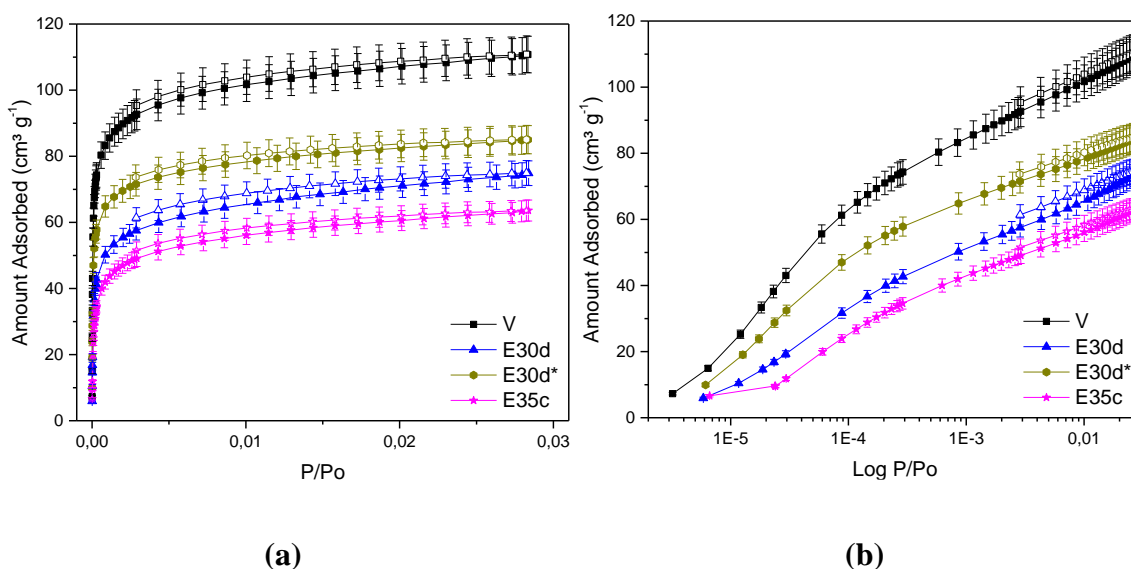 120
100
80
60
40
20
0
Amount Adsorbed (cm³ g⁻¹)
V
E30d
E30d*
E35c
0,00
0,01
0,02
0,03
P/Po
(a)
120
100
80
60
40
20
0
Amount Adsorbed (cm³ g⁻¹)
V
E30d
E30d*
E35c
1E-5
1E-4
1E-3
0,01
Log P/Po
(b)